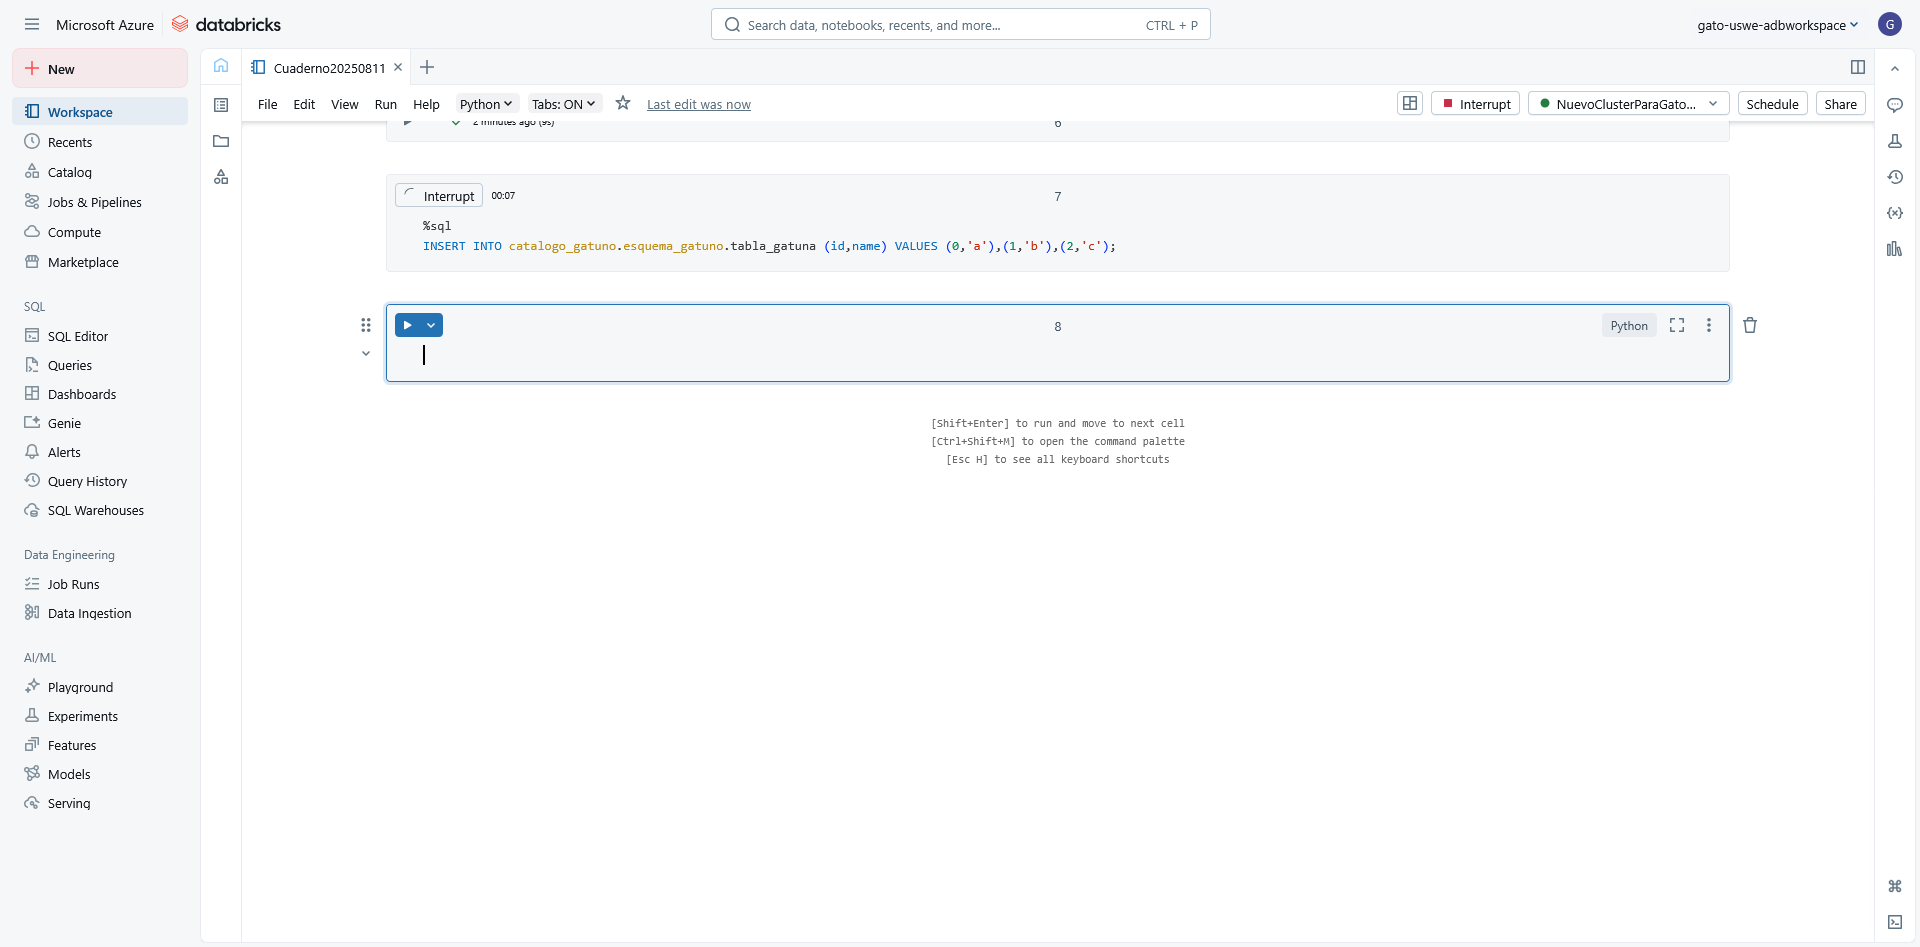 Microsoft Azure
databricks
Search data, notebooks, recents, and more...
CTRL + P
gato-uswe-adbworkspace
G
New
Workspace
Recents
Catalog
Jobs & Pipelines
Compute
Marketplace
SQL
SQL Editor
Queries
Dashboards
Genie
Alerts
Query History
SQL Warehouses
Data Engineering
Job Runs
Data Ingestion
AI/ML
Playground
Experiments
Features
Models
Serving
Cuaderno20250811
File Edit View Run Help Python Tabs: ON Last edit was now
Interrupt
NuevoClusterParaGato...
Schedule
Share
2 minutes ago (9s)
6
Interrupt 00:07
7
%sql
INSERT INTO catalogo_gatuno.esquema_gatuno.tabla_gatuna (id,name) VALUES (0,'a'),(1,'b'),(2,'c');
8
Python
[Shift+Enter] to run and move to next cell
[Ctrl+Shift+M] to open the command palette
[Esc H] to see all keyboard shortcuts